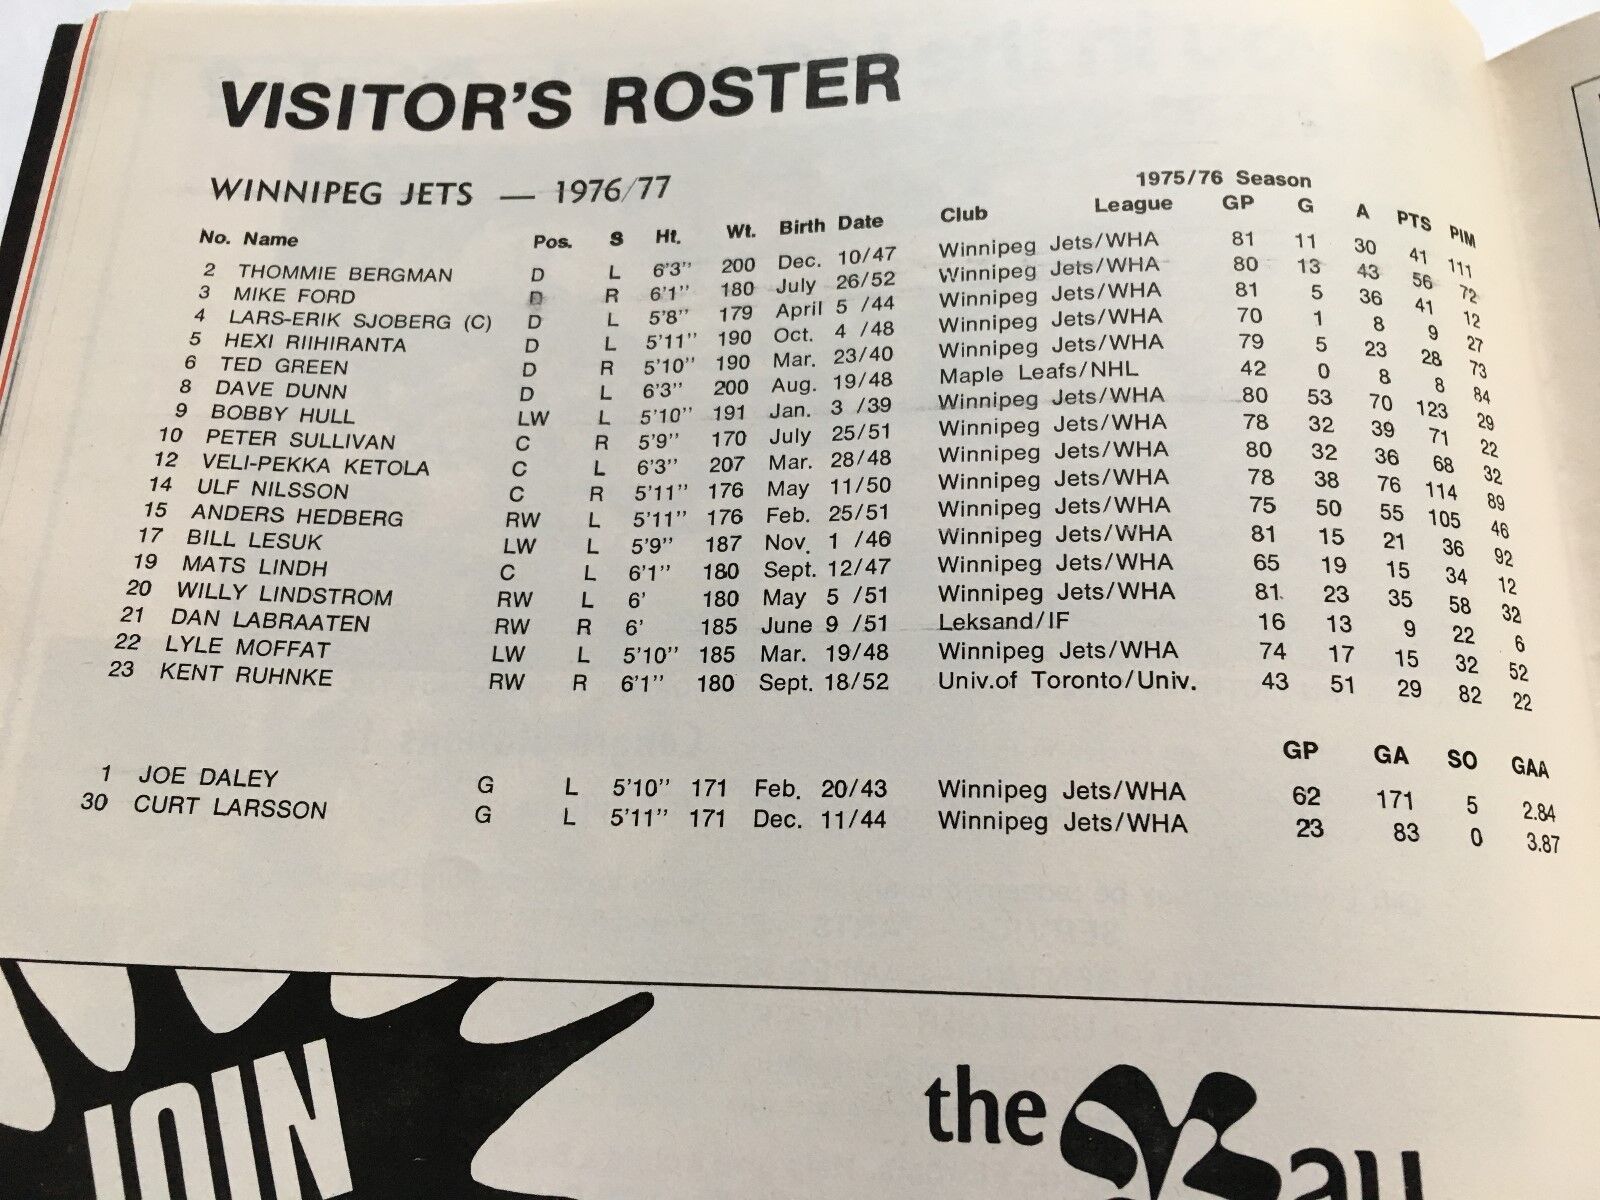 VISITOR'S ROSTER
WINNIPEG JETS — 1976/77
1975/76 Season
No. Name Pos. S Ht. Wt. Birth Date Club League GP G A PTS PIM
2 THOMMIE BERGMAN D L 6'3'' 200 Dec. 10/47 Winnipeg Jets/WHA 81 11 30 41 111
3 MIKE FORD D R 6'1'' 180 July 26/52 Winnipeg Jets/WHA 80 13 43 56 72
4 LARS-ERIK SJOBERG (C) D L 5'8'' 179 April 5 /44 Winnipeg Jets/WHA 81 5 36 41 12
5 HEXI RIIHIRANTA D L 5'11'' 190 Oct. 4 /48 Winnipeg Jets/WHA 70 1 8 9 27
6 TED GREEN D R 5'10'' 190 Mar. 23/40 Winnipeg Jets/WHA 79 5 23 28 73
8 DAVE DUNN D L 6'3'' 200 Aug. 19/48 Maple Leafs/NHL 42 0 8 8 84
9 BOBBY HULL LW L 5'10'' 191 Jan. 3 /39 Winnipeg Jets/WHA 80 53 70 123 29
10 PETER SULLIVAN C R 5'9'' 170 July 25/51 Winnipeg Jets/WHA 78 32 39 71 22
12 VELI-PEKKA KETOLA C L 6'3'' 207 Mar. 28/48 Winnipeg Jets/WHA 80 32 36 68 32
14 ULF NILSSON C R 5'11'' 176 May 11/50 Winnipeg Jets/WHA 78 38 76 114 89
15 ANDERS HEDBERG RW L 5'11'' 176 Feb. 25/51 Winnipeg Jets/WHA 75 50 55 105 46
17 BILL LESUK LW L 5'9'' 187 Nov. 1 /46 Winnipeg Jets/WHA 81 15 21 36 92
19 MATS LINDH C L 6'1'' 180 Sept. 12/47 Winnipeg Jets/WHA 65 19 15 34 12
20 WILLY LINDSTROM RW L 6' 180 May 5 /51 Winnipeg Jets/WHA 81 23 35 58 32
21 DAN LABRAATEN RW R 6' 185 June 9 /51 Leksand/IF 16 13 9 22 6
22 LYLE MOFFAT LW L 5'10'' 185 Mar. 19/48 Winnipeg Jets/WHA 74 17 15 32 52
23 KENT RUHNKE RW R 6'1'' 180 Sept. 18/52 Univ.of Toronto/Univ. 43 51 29 82 22
GP GA SO GAA
1 JOE DALEY G L 5'10'' 171 Feb. 20/43 Winnipeg Jets/WHA 62 171 5 2.84
30 CURT LARSSON G L 5'11'' 171 Dec. 11/44 Winnipeg Jets/WHA 23 83 0 3.87
JOIN
the Bay